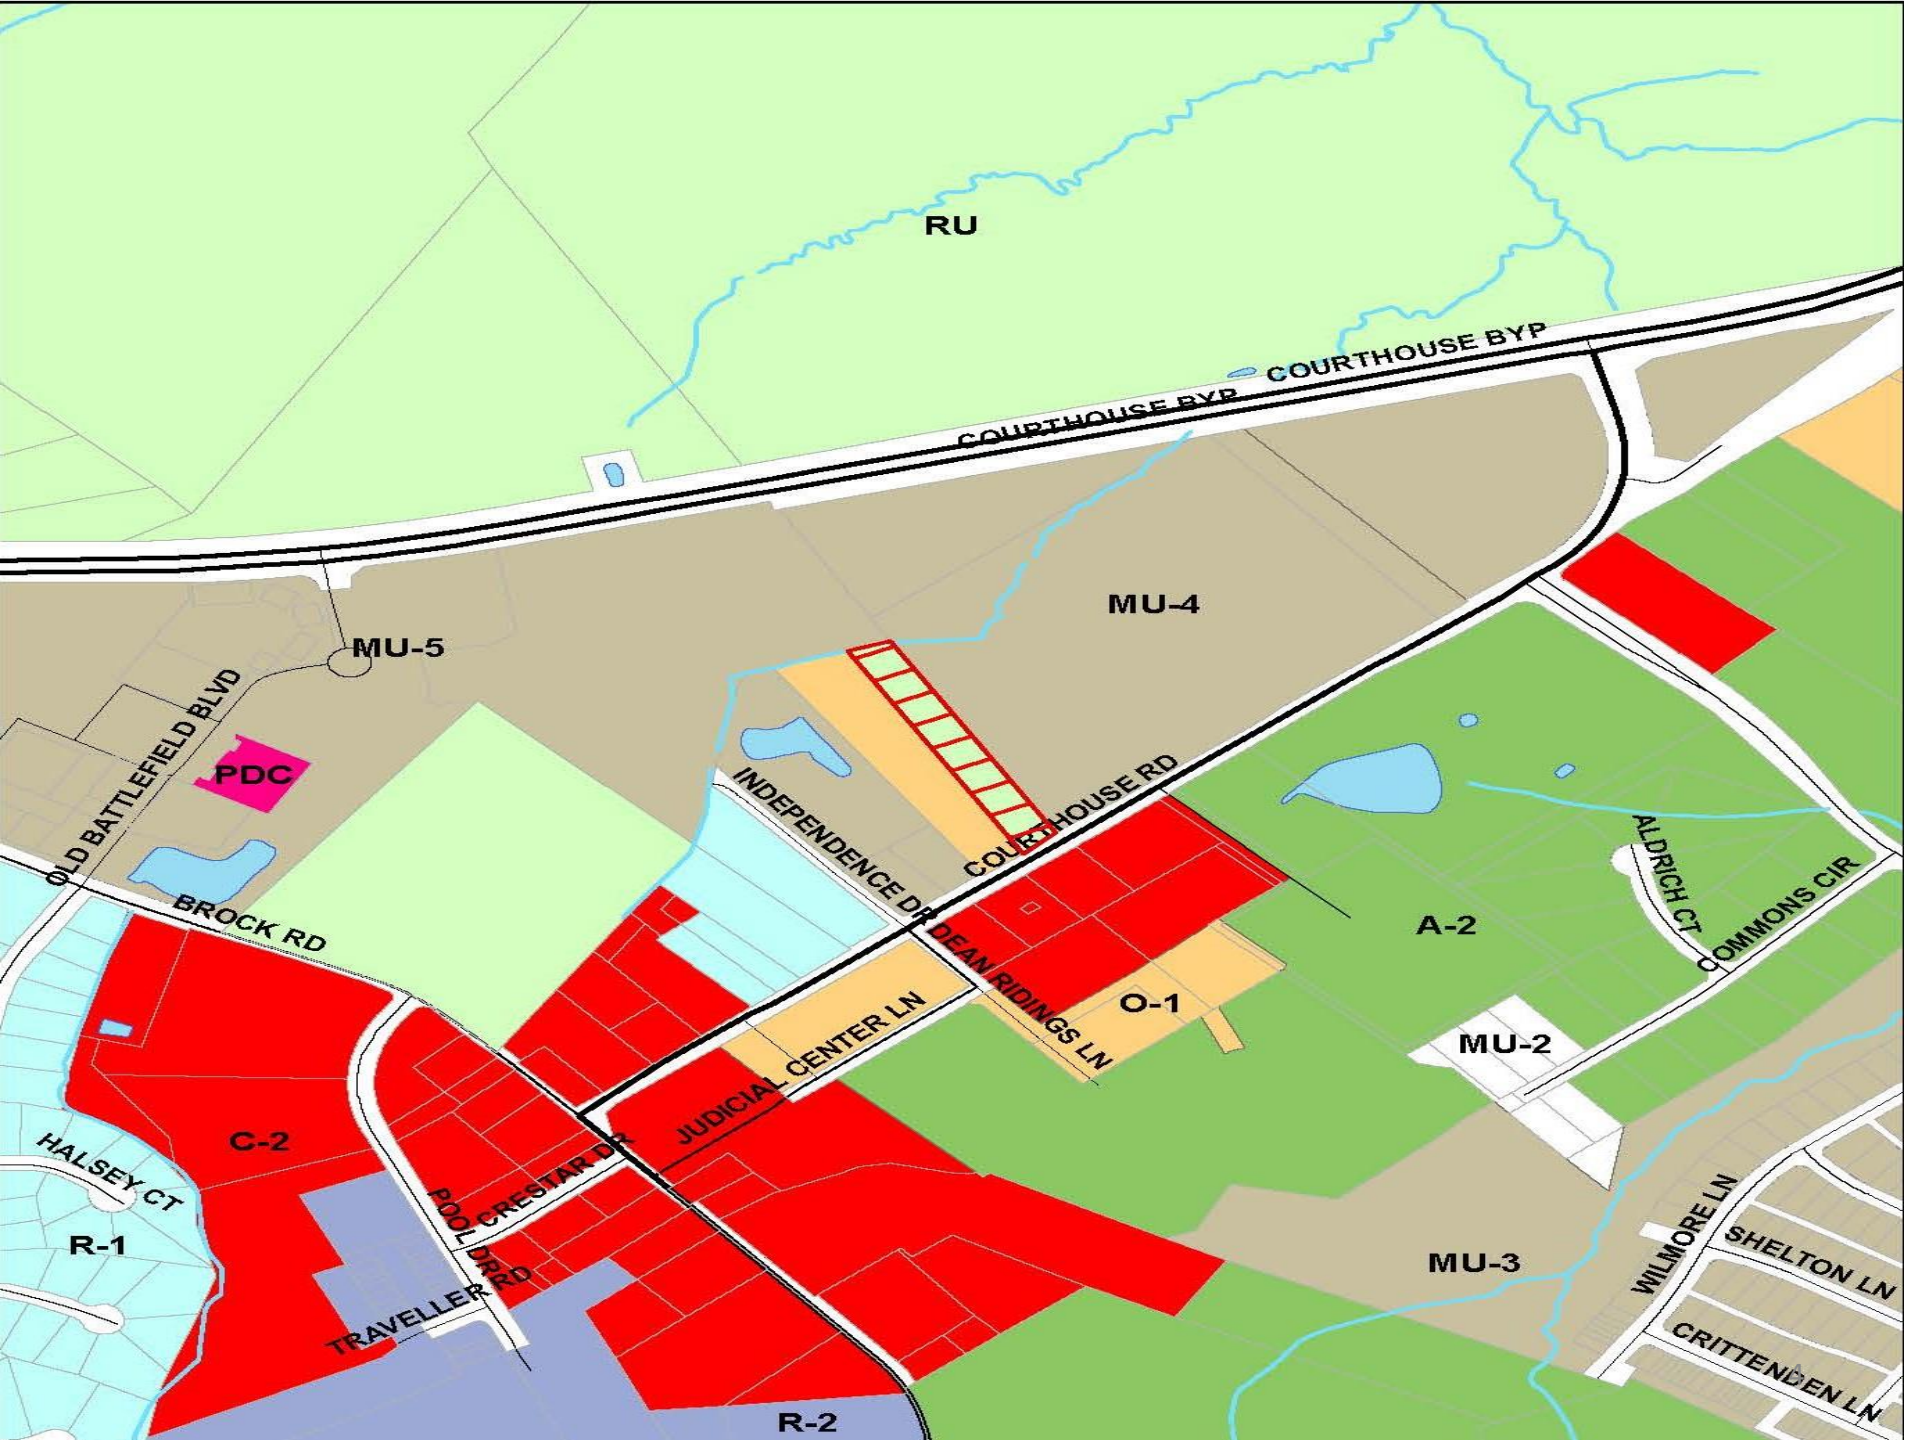 RU
COURTHOUSE BYP
COURTHOUSE BYP
MU-4
MU-5
OLD BATTLEFIELD BLVD
PDC
INDEPENDENCE DR
COURTHOUSE RD
BROCK RD
ALDRICH CT
COMMONS CIR
A-2
DEAN RIDINGS LN
O-1
JUDICIAL CENTER LN
MU-2
C-2
HALSEY CT
CRESTAR DR
POOL DR
R-1
TRAVELLER RD
MU-3
WILMORE LN
SHELTON LN
CRITTENDEN LN
R-2